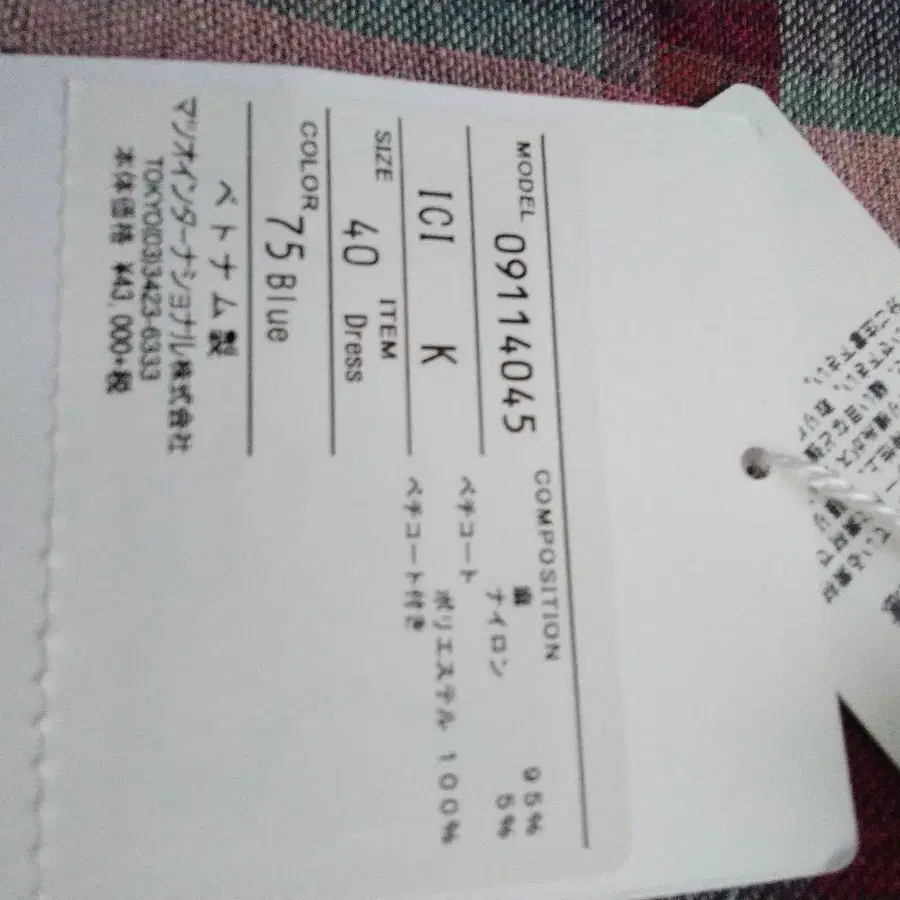 MODEL 09114045
ICI K
SIZE 40 ITEM Dress
COLOR 75 Blue
ベトナム製
マツオインターナショナル株式会社
TOKYO(03)3423-6333
本体価格 ¥43,000+税
COMPOSITION
麻 95%
ナイロン 5%
ペチコート
ポリエステル 100%
ペチコート付き